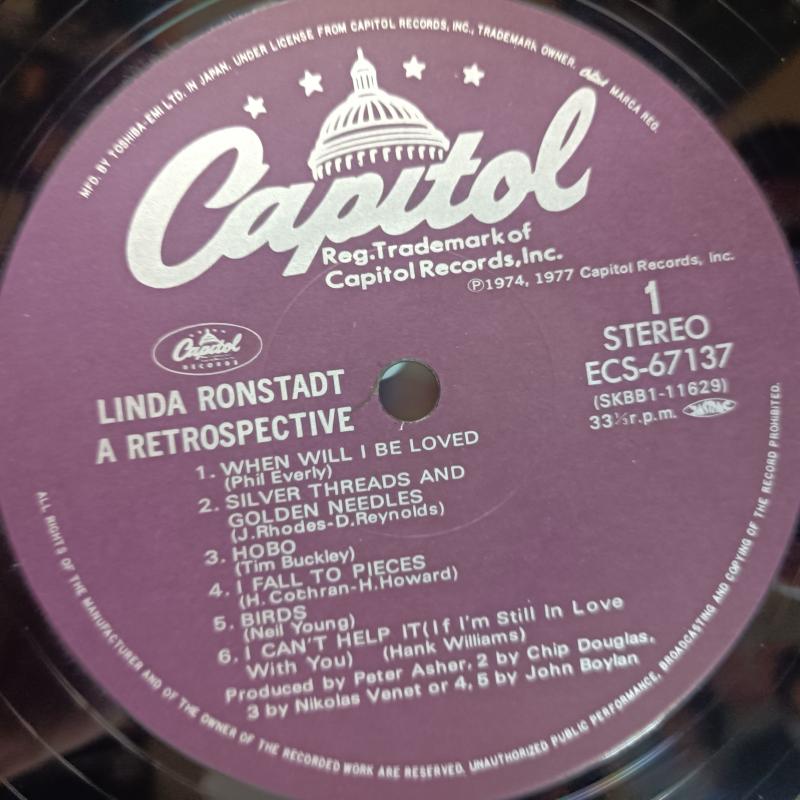 MFD. BY TOSHIBA-EMI LTD. IN JAPAN. UNDER LICENSE FROM CAPITOL RECORDS, INC., TRADEMARK OWNER. Capitol MARCA REG.
Capitol
Reg.Trademark of
Capitol Records,Inc.
Ⓟ1974, 1977 Capitol Records, Inc.
1
STEREO
ECS-67137
(SKBB1-11629)
33⅓r.p.m. JASRAC
Capitol
RECORDS
LINDA RONSTADT
A RETROSPECTIVE
1. WHEN WILL I BE LOVED
(Phil Everly)
2. SILVER THREADS AND
GOLDEN NEEDLES
(J.Rhodes-D.Reynolds)
3. HOBO
(Tim Buckley)
4. I FALL TO PIECES
(H.Cochran-H.Howard)
5. BIRDS
(Neil Young)
6. I CAN'T HELP IT(If I'm Still In Love
With You) (Hank Williams)
Produced by Peter Asher, 2 by Chip Douglas,
3 by Nikolas Venet or 4, 5 by John Boylan
ALL RIGHTS OF THE MANUFACTURER AND OF THE OWNER OF THE RECORDED WORK ARE RESERVED. UNAUTHORIZED PUBLIC PERFORMANCE, BROADCASTING AND COPYING OF THE RECORD PROHIBITED.